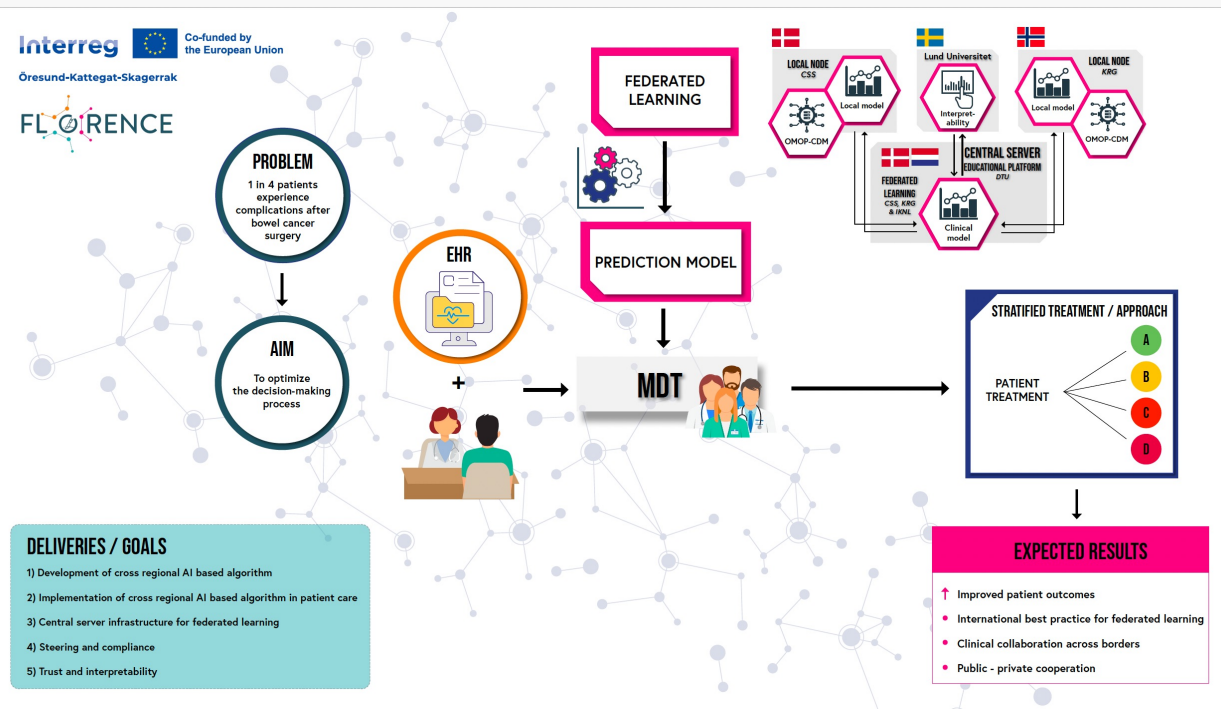 Interreg
Co-funded by
the European Union
Öresund-Kattegat-Skagerrak
FLORENCE
PROBLEM
1 in 4 patients
experience
complications after
bowel cancer
surgery
AIM
To optimize
the decision-making
process
EHR
+
FEDERATED
LEARNING
PREDICTION MODEL
MDT
LOCAL NODE
CSS
Local model
OMOP-CDM
Lund Universitet
Interpret-
ability
LOCAL NODE
KRG
Local model
OMOP-CDM
CENTRAL SERVER
EDUCATIONAL PLATFORM
DTU
FEDERATED
LEARNING
CSS, KRG
& IKNL
Clinical
model
STRATIFIED TREATMENT / APPROACH
PATIENT
TREATMENT
A
B
C
D
DELIVERIES / GOALS
1) Development of cross regional AI based algorithm
2) Implementation of cross regional AI based algorithm in patient care
3) Central server infrastructure for federated learning
4) Steering and compliance
5) Trust and interpretability
EXPECTED RESULTS
↑ Improved patient outcomes
• International best practice for federated learning
• Clinical collaboration across borders
• Public - private cooperation